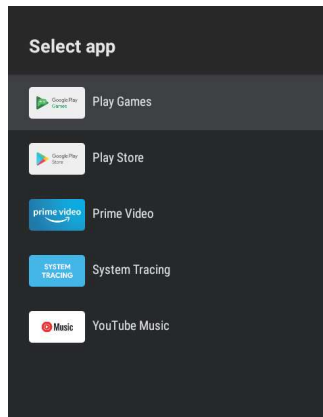 Select app
Google Play
Games
Play Games
Google Play
Store
Play Store
prime video
Prime Video
SYSTEM
TRACING
System Tracing
Music
YouTube Music